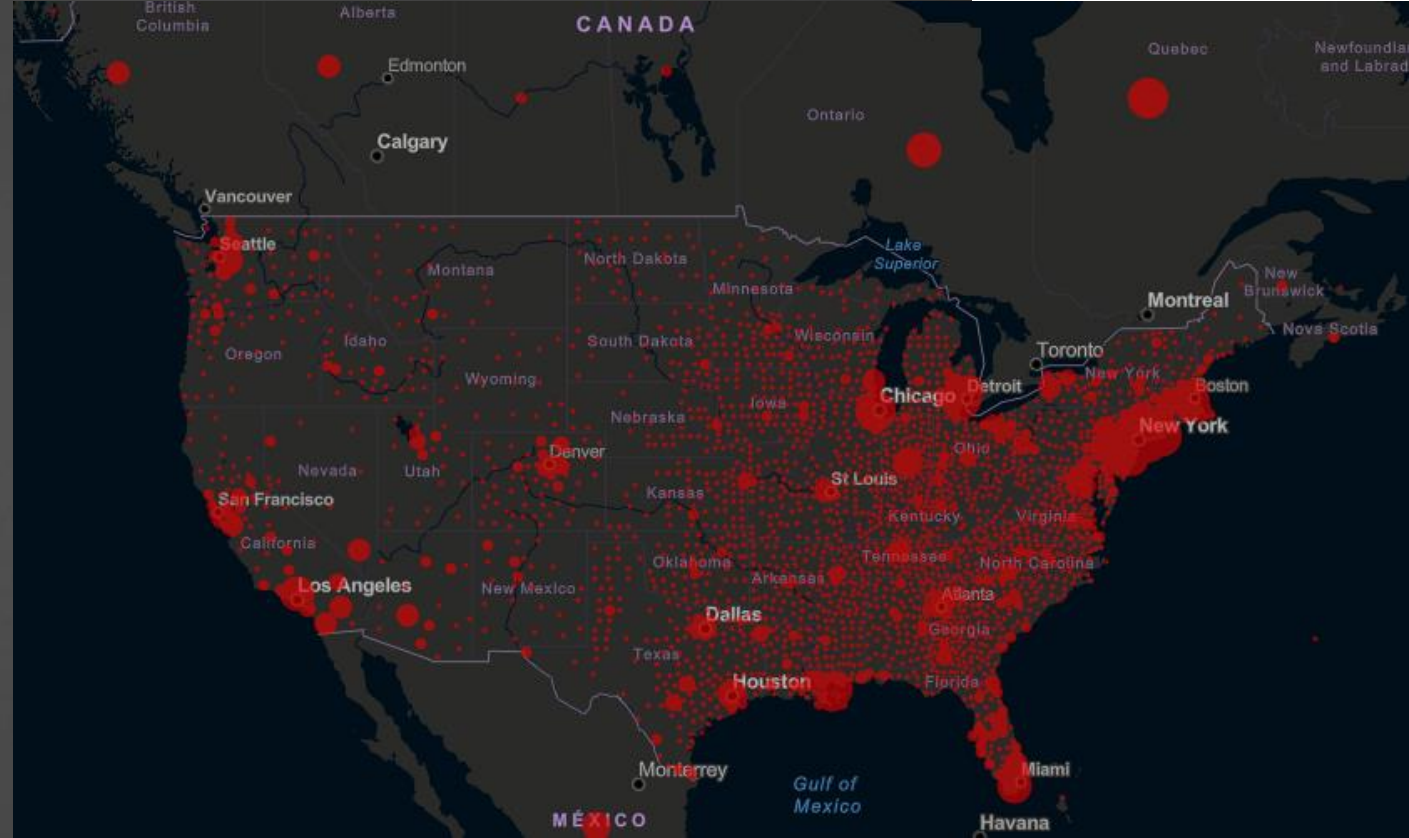 British
Columbia
Alberta
CANADA
Quebec
Newfoundla
and Labrad
Edmonton
Ontario
Calgary
Vancouver
Seattle
Lake
Superior
Montana
North Dakota
Minnesota
New
Brunswick
Montreal
Nova Scotia
Wisconsin
Oregon
Idaho
South Dakota
Toronto
Wyoming
New York
Detroit
Boston
Chicago
Iowa
Nebraska
New York
Ohio
Denver
Nevada
Utah
St Louis
Kansas
San Francisco
Kentucky
Virginia
California
Tennessee
North Carolina
Oklahoma
Arkansas
Los Angeles
New Mexico
Atlanta
Dallas
Georgia
Texas
Houston
Florida
Monterrey
Miami
Gulf of
Mexico
MÉXICO
Havana